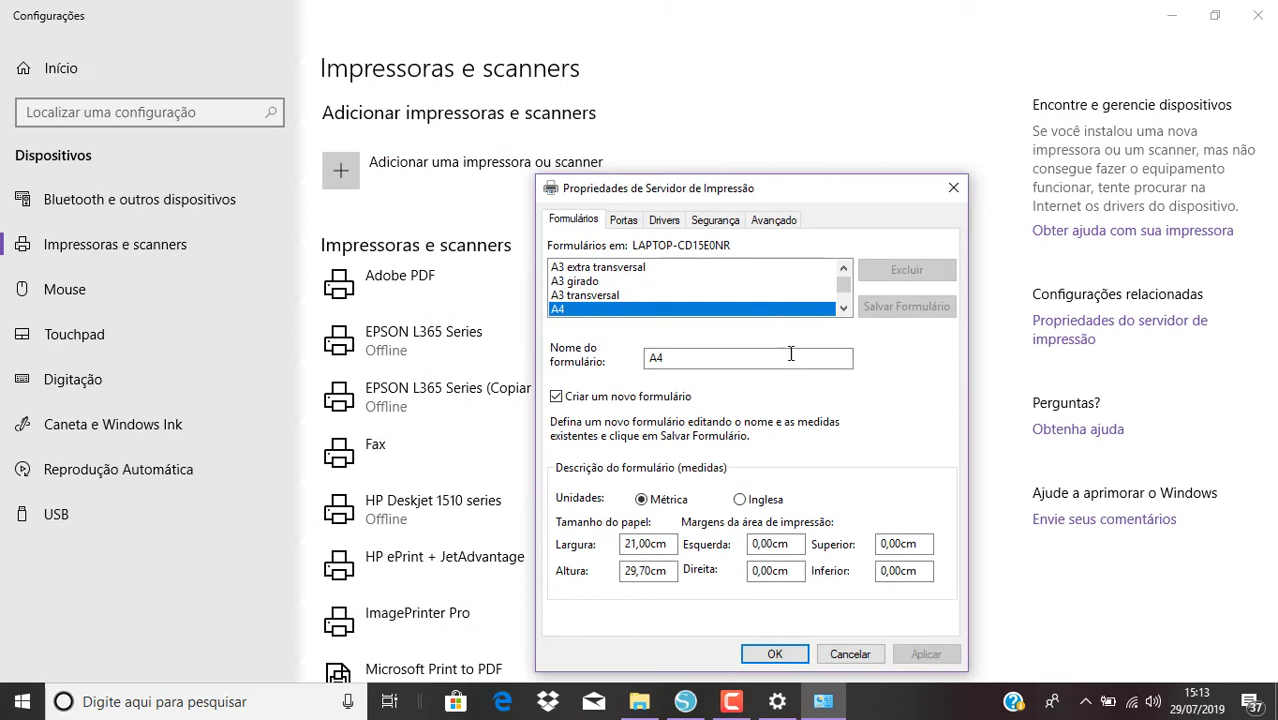 Configurações
Início
Localizar uma configuração
Dispositivos
Bluetooth e outros dispositivos
Impressoras e scanners
Mouse
Touchpad
Digitação
Caneta e Windows Ink
Reprodução Automática
USB
Impressoras e scanners
Adicionar impressoras e scanners
Adicionar uma impressora ou scanner
Impressoras e scanners
Adobe PDF
EPSON L365 Series
Offline
EPSON L365 Series (Copiar
Offline
Fax
HP Deskjet 1510 series
Offline
HP ePrint + JetAdvantage
ImagePrinter Pro
Microsoft Print to PDF
Propriedades de Servidor de Impressão
Formulários Portas Drivers Segurança Avançado
Formulários em: LAPTOP-CD15E0NR
A3 extra transversal
A3 girado
A3 transversal
A4
Excluir
Salvar Formulário
Nome do
formulário:
A4
Criar um novo formulário
Defina um novo formulário editando o nome e as medidas
existentes e clique em Salvar Formulário.
Descrição do formulário (medidas)
Unidades: Métrica Inglesa
Tamanho do papel: Margens da área de impressão:
Largura: 21,00cm Esquerda: 0,00cm Superior: 0,00cm
Altura: 29,70cm Direita: 0,00cm Inferior: 0,00cm
OK Cancelar Aplicar
Encontre e gerencie dispositivos
Se você instalou uma nova
impressora ou um scanner, mas não
consegue fazer o equipamento
funcionar, tente procurar na
Internet os drivers do dispositivo.
Obter ajuda com sua impressora
Configurações relacionadas
Propriedades do servidor de
impressão
Perguntas?
Obtenha ajuda
Ajude a aprimorar o Windows
Envie seus comentários
Digite aqui para pesquisar
15:13
29/07/2019
37